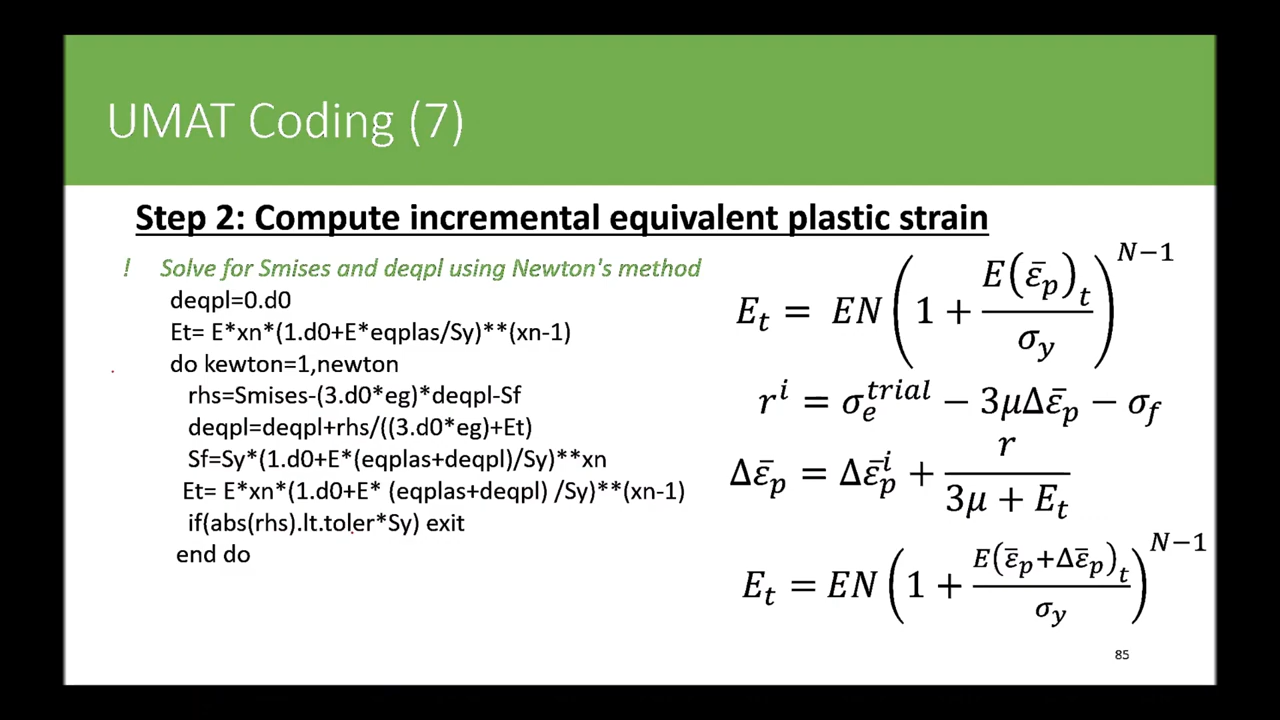 UMAT Coding (7)
Step 2: Compute incremental equivalent plastic strain
! Solve for Smises and deqpl using Newton's method
deqpl=0.d0
Et= E*xn*(1.d0+E*eqplas/Sy)**(xn-1)
do kewton=1,newton
rhs=Smises-(3.d0*eg)*deqpl-Sf
deqpl=deqpl+rhs/((3.d0*eg)+Et)
Sf=Sy*(1.d0+E*(eqplas+deqpl)/Sy)**xn
Et= E*xn*(1.d0+E* (eqplas+deqpl) /Sy)**(xn-1)
if(abs(rhs).lt.toler*Sy) exit
end do
E_t = EN(1 + E(ε̄_p)_t / σ_y)^{N−1}
r^i = σ_e^{trial} − 3μΔε̄_p − σ_f
Δε̄_p = Δε̄_p^i + r / (3μ + E_t)
E_t = EN(1 + E(ε̄_p+Δε̄_p)_t / σ_y)^{N−1}
85